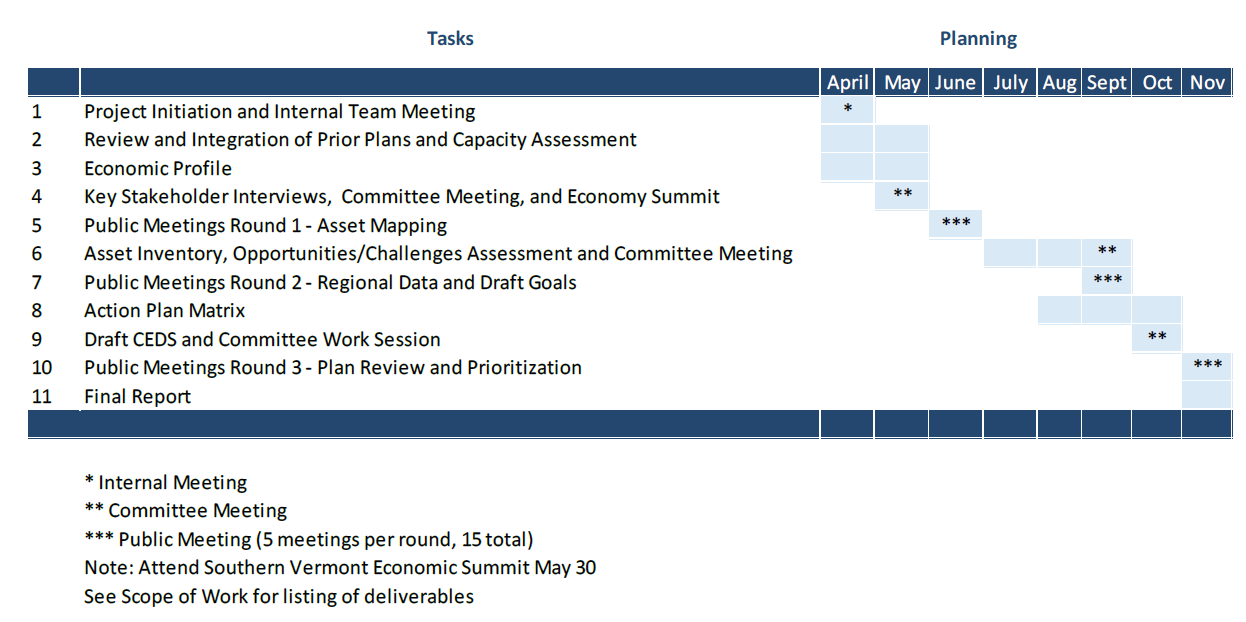 Tasks Planning
April May June July Aug Sept Oct Nov
1 Project Initiation and Internal Team Meeting *
2 Review and Integration of Prior Plans and Capacity Assessment
3 Economic Profile
4 Key Stakeholder Interviews, Committee Meeting, and Economy Summit **
5 Public Meetings Round 1 - Asset Mapping ***
6 Asset Inventory, Opportunities/Challenges Assessment and Committee Meeting **
7 Public Meetings Round 2 - Regional Data and Draft Goals ***
8 Action Plan Matrix
9 Draft CEDS and Committee Work Session **
10 Public Meetings Round 3 - Plan Review and Prioritization ***
11 Final Report
* Internal Meeting
** Committee Meeting
*** Public Meeting (5 meetings per round, 15 total)
Note: Attend Southern Vermont Economic Summit May 30
See Scope of Work for listing of deliverables